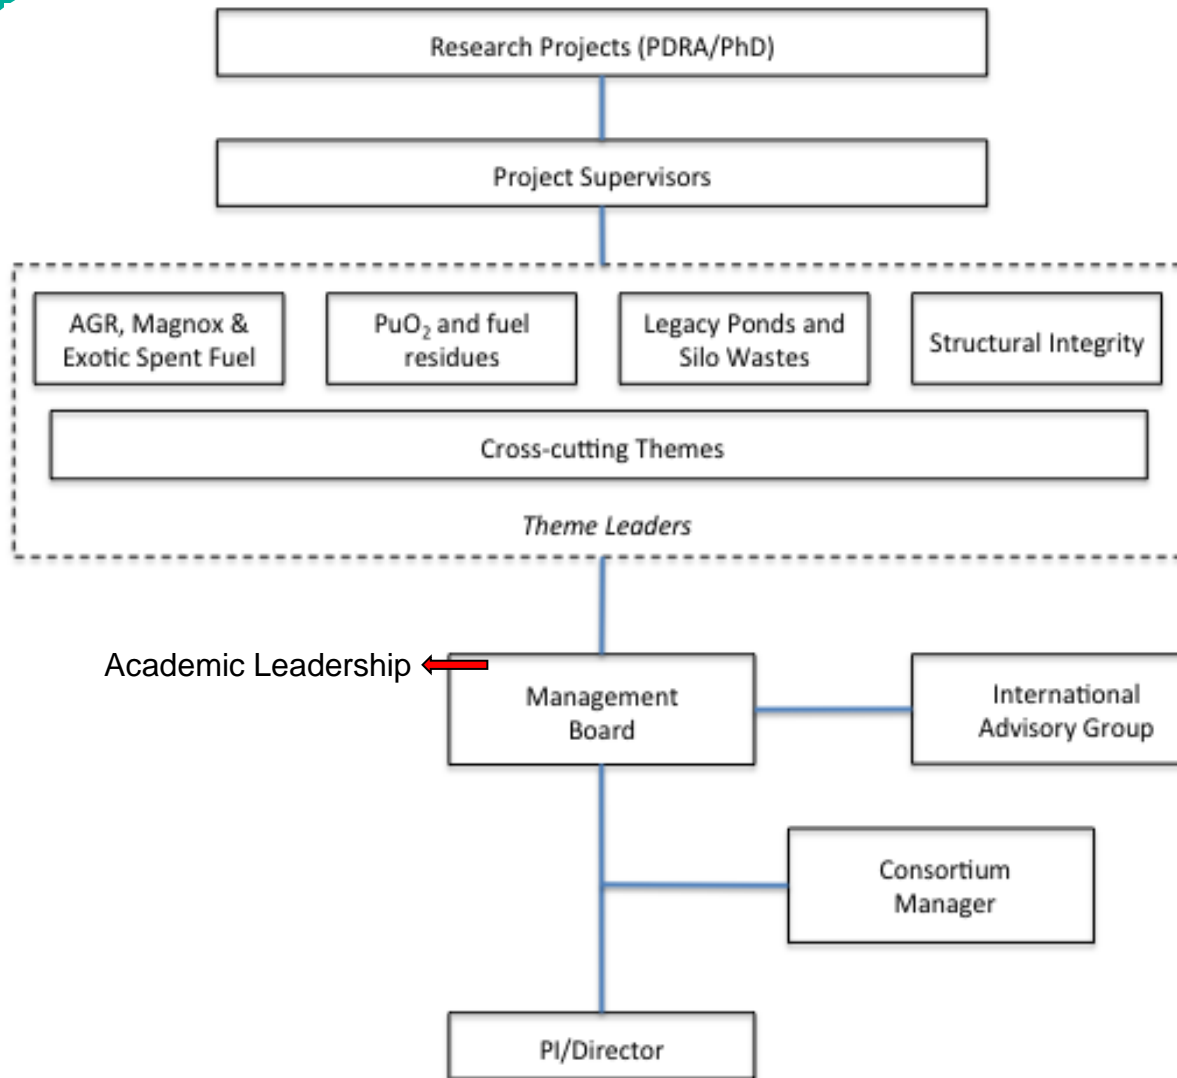 Research Projects (PDRA/PhD)
Project Supervisors
AGR, Magnox &
Exotic Spent Fuel
PuO₂ and fuel
residues
Legacy Ponds and
Silo Wastes
Structural Integrity
Cross-cutting Themes
Theme Leaders
Academic Leadership
Management
Board
International
Advisory Group
Consortium
Manager
PI/Director